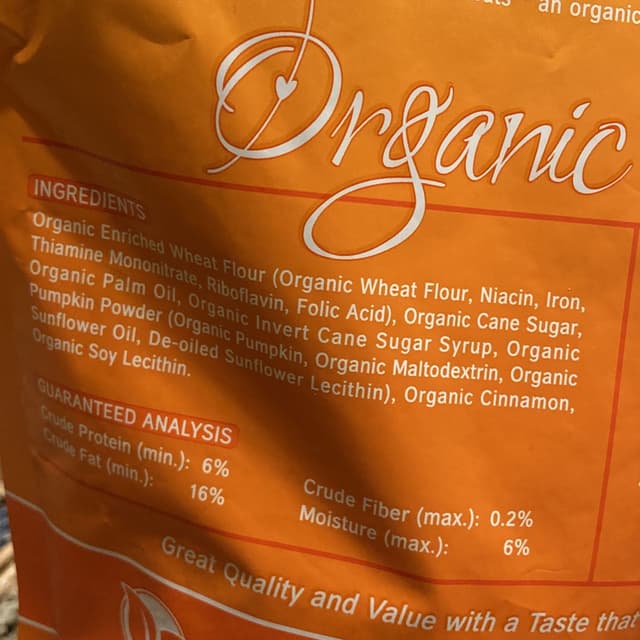 an organic
Organic
INGREDIENTS
Organic Enriched Wheat Flour (Organic Wheat Flour, Niacin, Iron,
Thiamine Mononitrate, Riboflavin, Folic Acid), Organic Cane Sugar,
Organic Palm Oil, Organic Invert Cane Sugar Syrup, Organic
Pumpkin Powder (Organic Pumpkin, Organic Maltodextrin, Organic
Sunflower Oil, De-oiled Sunflower Lecithin), Organic Cinnamon,
Organic Soy Lecithin.
GUARANTEED ANALYSIS
Crude Protein (min.): 6%
Crude Fat (min.): 16%
Crude Fiber (max.): 0.2%
Moisture (max.): 6%
Great Quality and Value with a Taste that